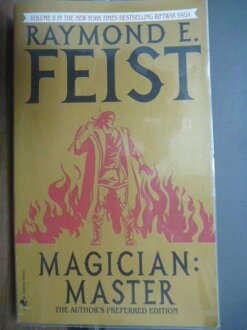 VOLUME II IN THE NEW YORK TIMES BESTSELLING RIFTWAR SAGA
RAYMOND E.
FEIST
MAGICIAN:
MASTER
THE AUTHOR'S PREFERRED EDITION